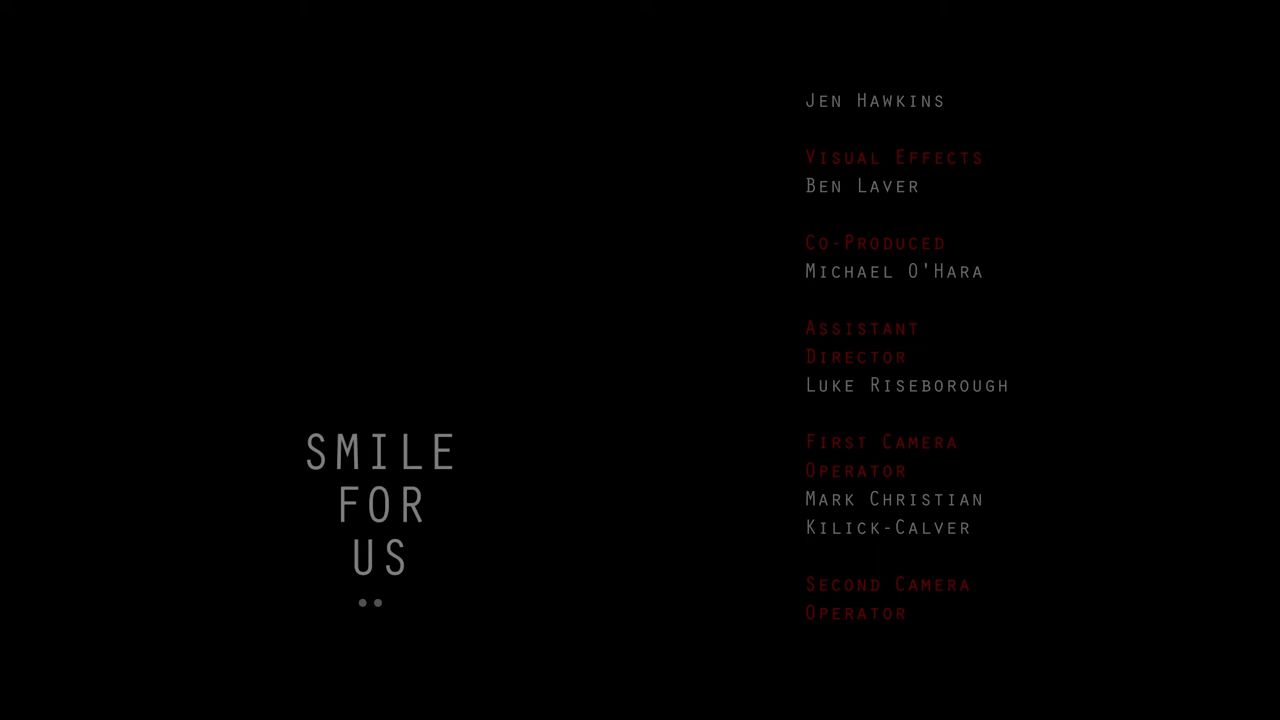 SMILE
FOR
US
Jen Hawkins
Visual Effects
Ben Laver
Co-Produced
Michael O'Hara
Assistant
Director
Luke Riseborough
First Camera
Operator
Mark Christian
Kilick-Calver
Second Camera
Operator